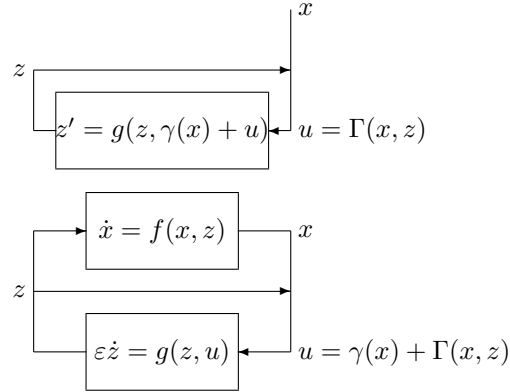 x
z
z′ = g(z, γ(x) + u)
u = Γ(x, z)
ẋ = f(x, z)
x
z
εż = g(z, u)
u = γ(x) + Γ(x, z)